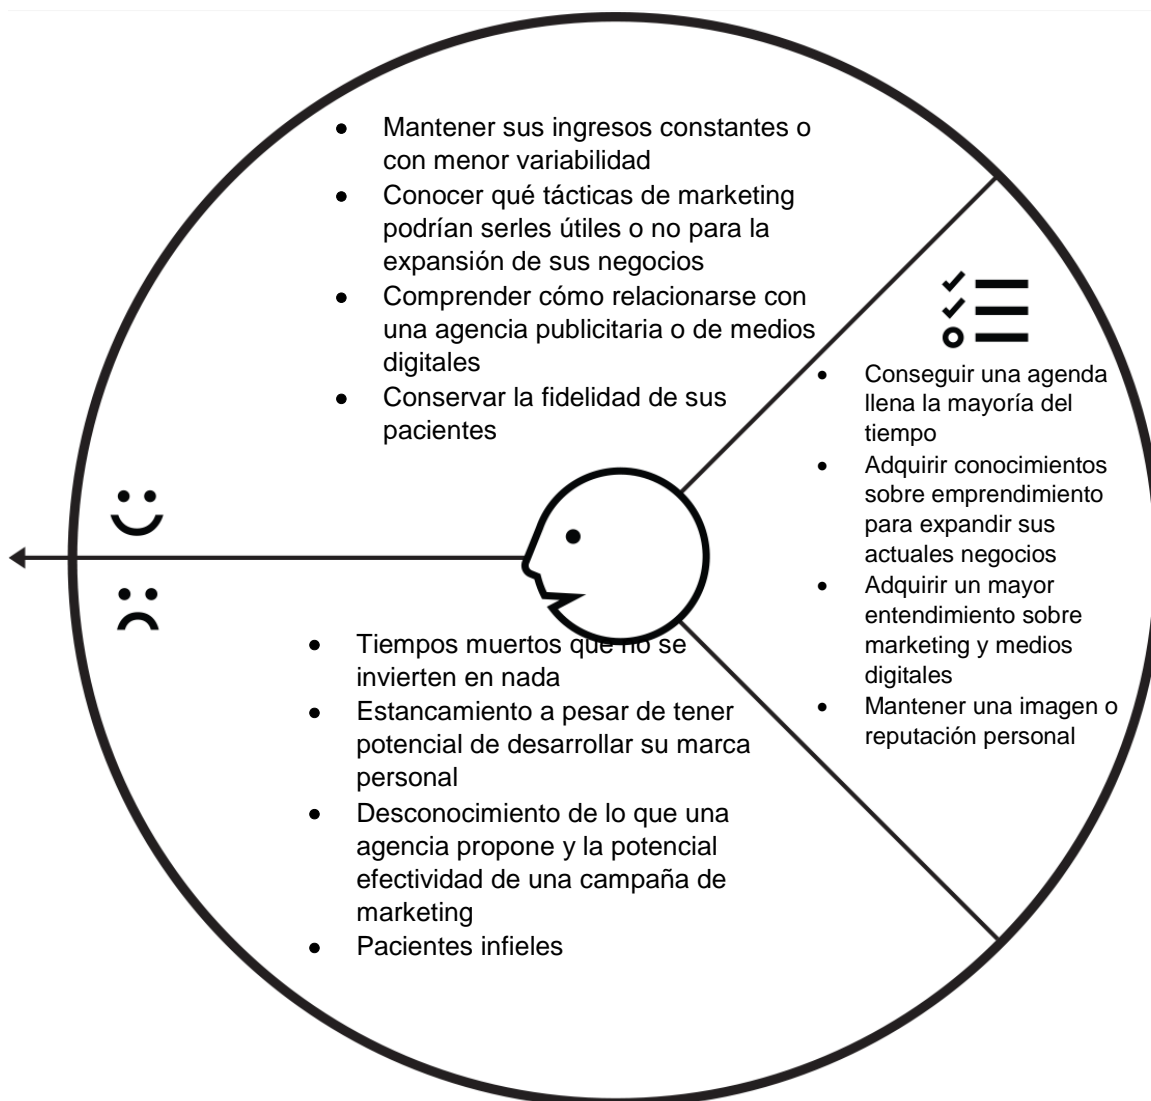 • Mantener sus ingresos constantes o
con menor variabilidad
• Conocer qué tácticas de marketing
podrían serles útiles o no para la
expansión de sus negocios
• Comprender cómo relacionarse con
una agencia publicitaria o de medios
digitales
• Conservar la fidelidad de sus
pacientes
• Conseguir una agenda
llena la mayoría del
tiempo
• Adquirir conocimientos
sobre emprendimiento
para expandir sus
actuales negocios
• Adquirir un mayor
entendimiento sobre
marketing y medios
digitales
• Mantener una imagen o
reputación personal
• Tiempos muertos que no se
invierten en nada
• Estancamiento a pesar de tener
potencial de desarrollar su marca
personal
• Desconocimiento de lo que una
agencia propone y la potencial
efectividad de una campaña de
marketing
• Pacientes infieles